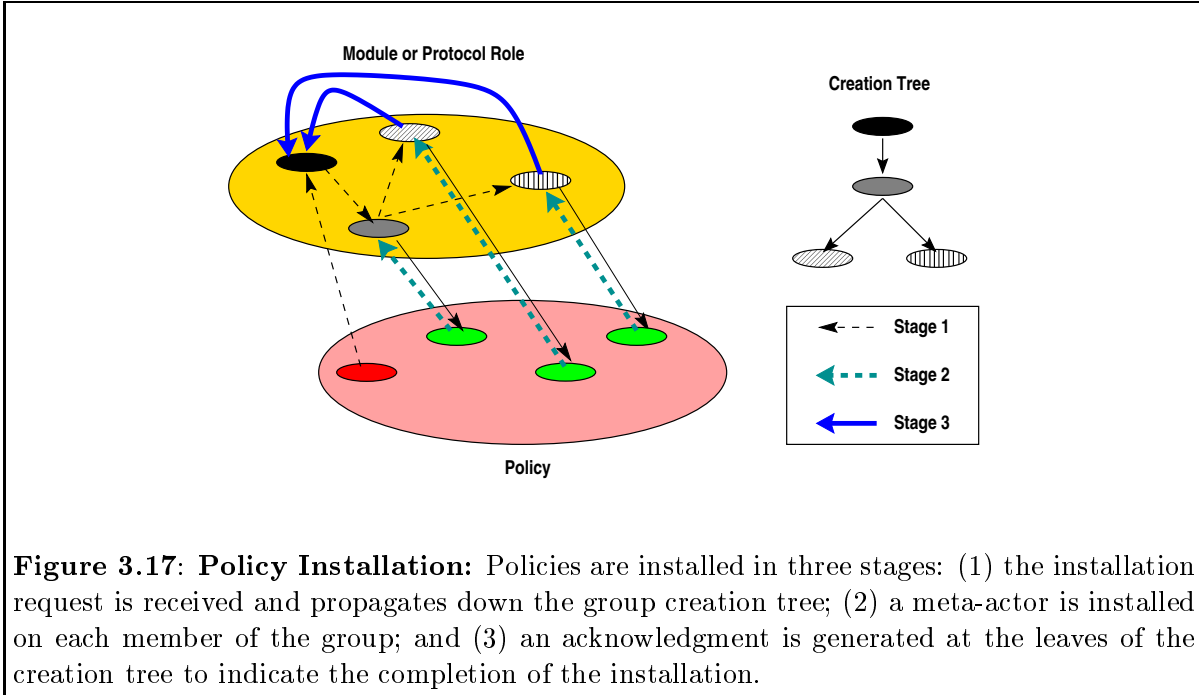 Module or Protocol Role
Creation Tree
Stage 1
Stage 2
Stage 3
Policy
Figure 3.17: Policy Installation: Policies are installed in three stages: (1) the installation
request is received and propagates down the group creation tree; (2) a meta-actor is installed
on each member of the group; and (3) an acknowledgment is generated at the leaves of the
creation tree to indicate the completion of the installation.